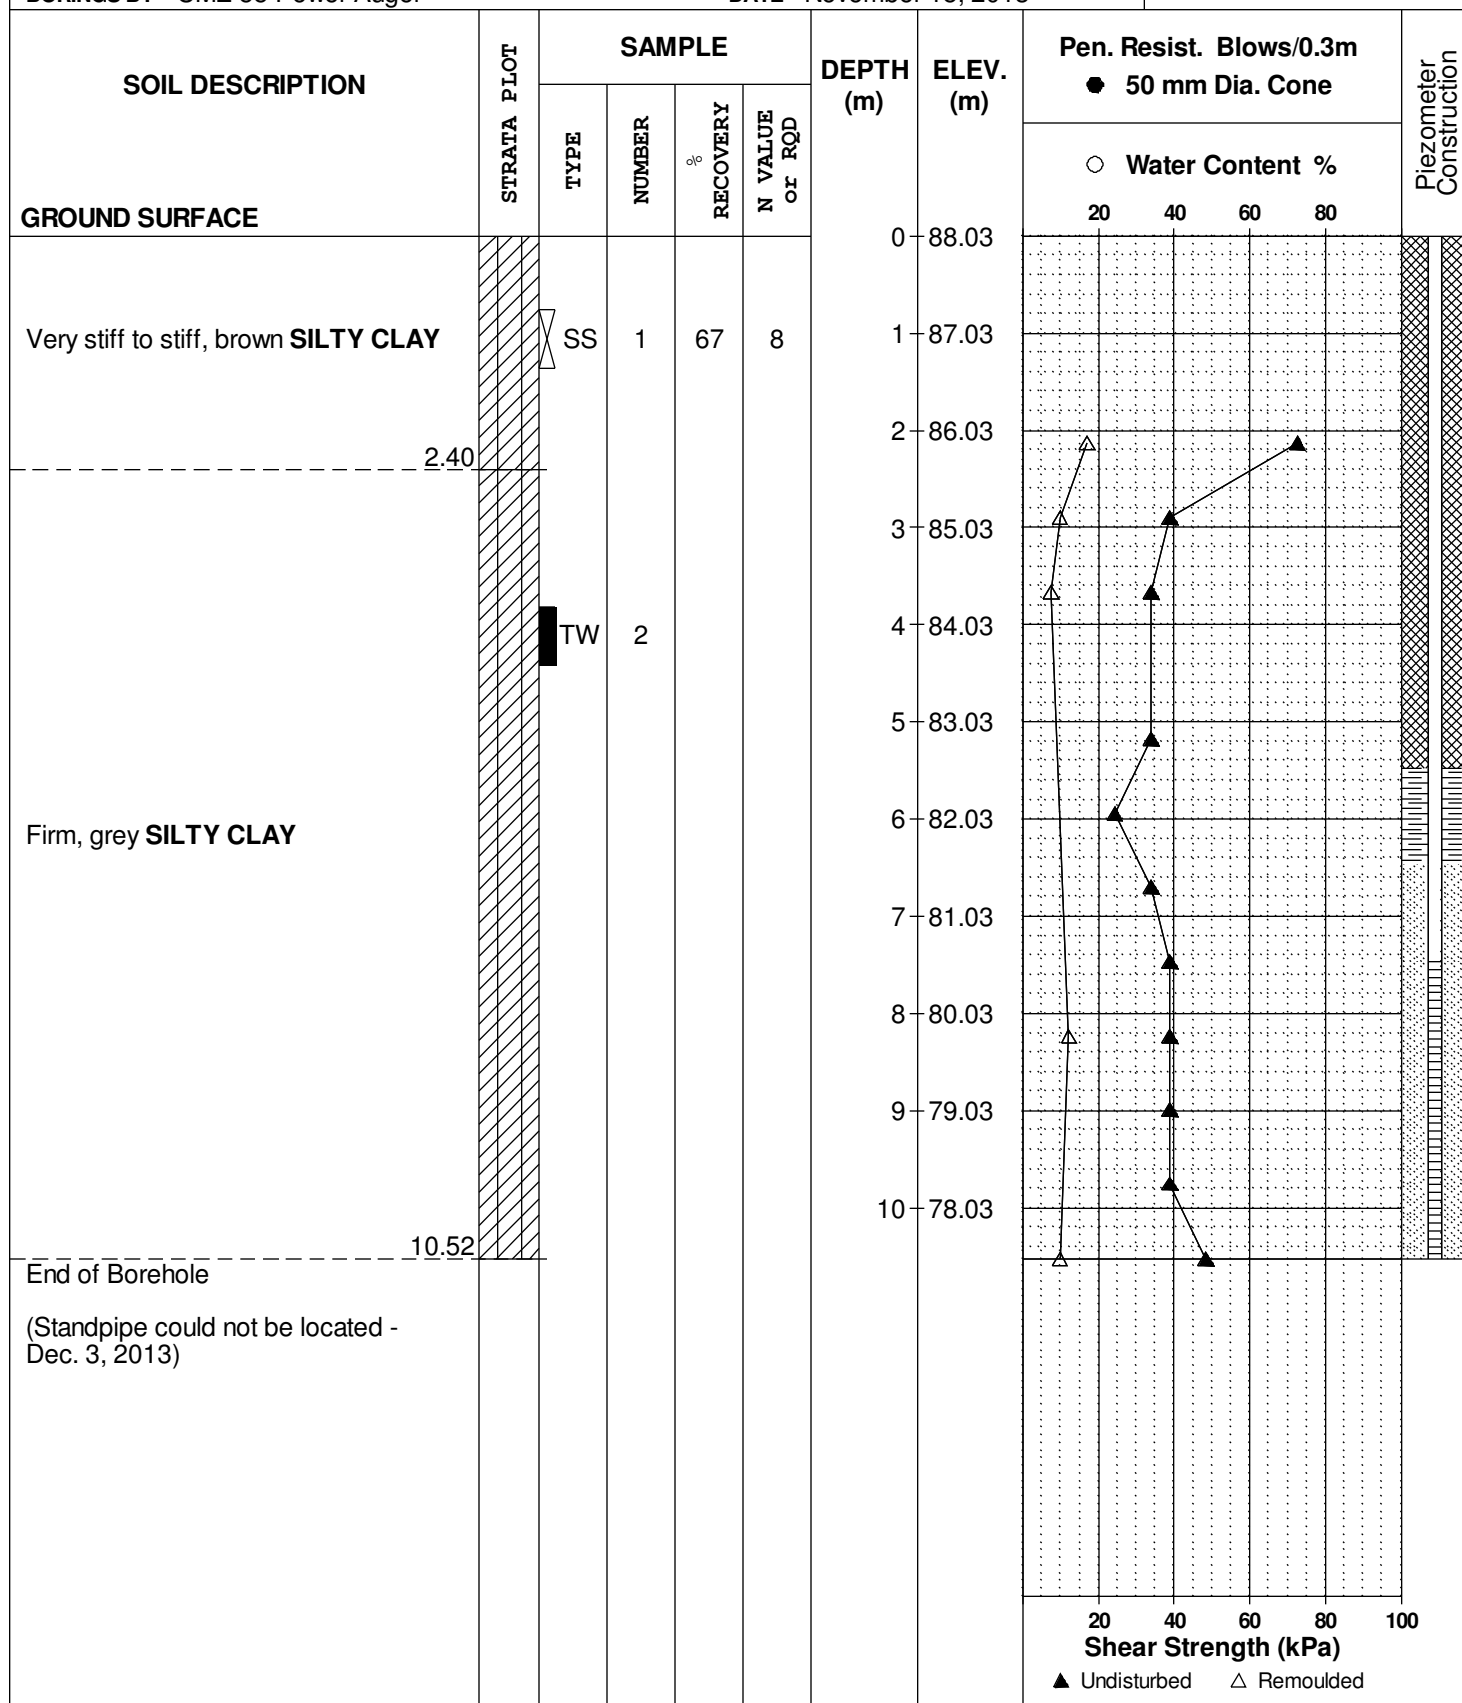 SOIL DESCRIPTION
GROUND SURFACE
STRATA PLOT
SAMPLE
TYPE
NUMBER
%
RECOVERY
N VALUE
or RQD
DEPTH
(m)
ELEV.
(m)
Pen. Resist. Blows/0.3m
50 mm Dia. Cone
Water Content %
20 40 60 80
Piezometer
Construction
0 88.03
Very stiff to stiff, brown SILTY CLAY
SS 1 67 8
1 87.03
2 86.03
2.40
3 85.03
TW 2
4 84.03
5 83.03
Firm, grey SILTY CLAY
6 82.03
7 81.03
8 80.03
9 79.03
10 78.03
10.52
End of Borehole
(Standpipe could not be located -
Dec. 3, 2013)
20 40 60 80 100
Shear Strength (kPa)
Undisturbed Remoulded